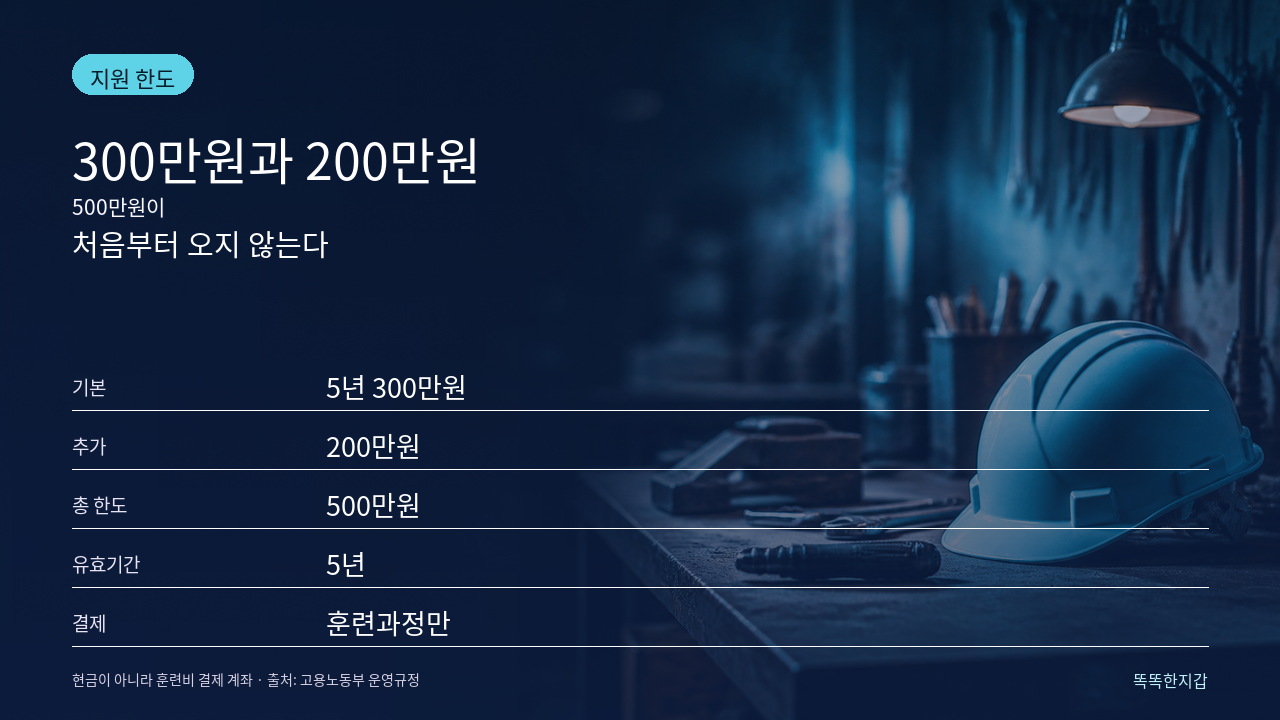 지원 한도
300만원과 200만원
500만원이
처음부터 오지 않는다
기본 5년 300만원
추가 200만원
총 한도 500만원
유효기간 5년
결제 훈련과정만
현금이 아니라 훈련비 결제 계좌 · 출처: 고용노동부 운영규정
똑똑한지갑